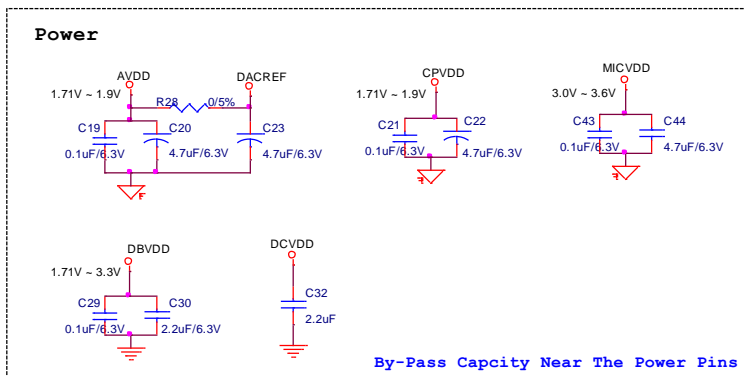 Power
AVDD
DACREF
CPVDD
MICVDD
1.71V ~ 1.9V
R28
0/5%
1.71V ~ 1.9V
3.0V ~ 3.6V
C19
0.1uF/6.3V
C20
4.7uF/6.3V
C23
4.7uF/6.3V
C21
0.1uF/6.3V
C22
4.7uF/6.3V
C43
0.1uF/6.3V
C44
4.7uF/6.3V
DBVDD
DCVDD
1.71V ~ 3.3V
C29
0.1uF/6.3V
C30
2.2uF/6.3V
C32
2.2uF
By-Pass Capcity Near The Power Pins